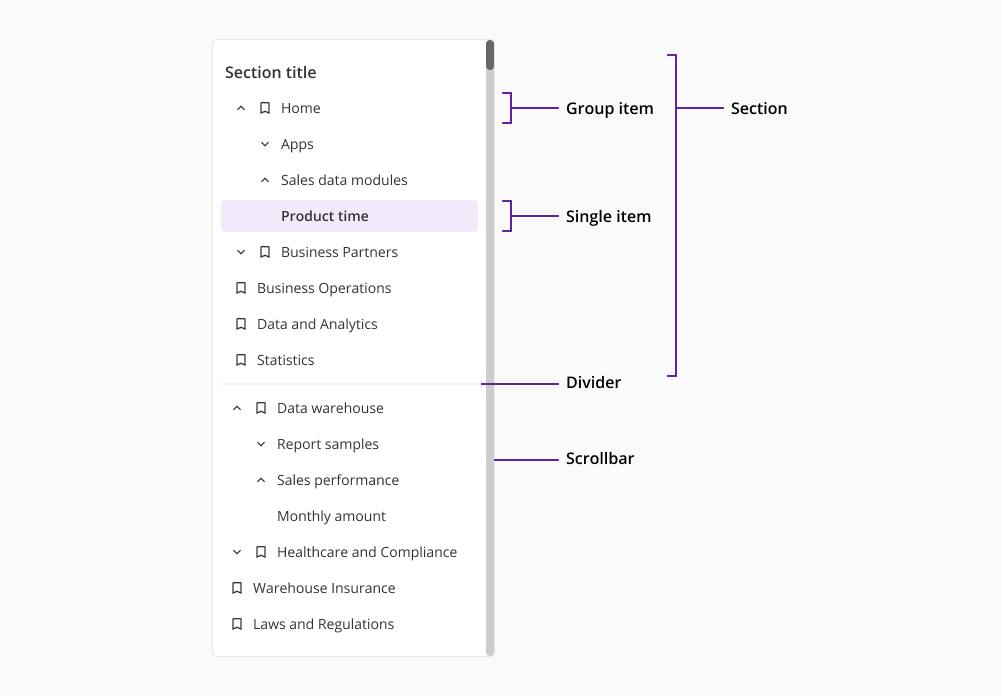 Section title
Home
Group item
Section
Apps
Sales data modules
Product time
Single item
Business Partners
Business Operations
Data and Analytics
Statistics
Divider
Data warehouse
Report samples
Scrollbar
Sales performance
Monthly amount
Healthcare and Compliance
Warehouse Insurance
Laws and Regulations